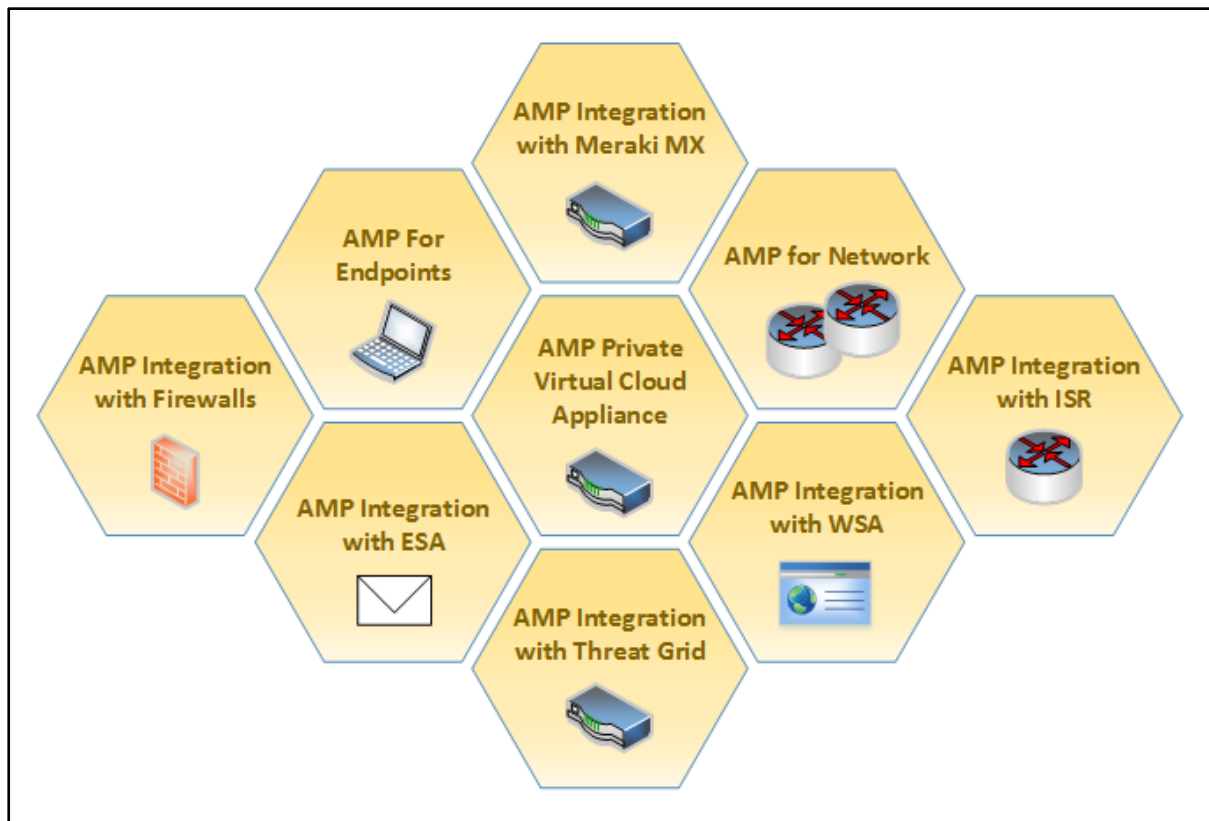 AMP Integration
with Meraki MX
AMP For
Endpoints
AMP for Network
AMP Integration
with Firewalls
AMP Private
Virtual Cloud
Appliance
AMP Integration
with ISR
AMP Integration
with ESA
AMP Integration
with WSA
AMP Integration
with Threat Grid